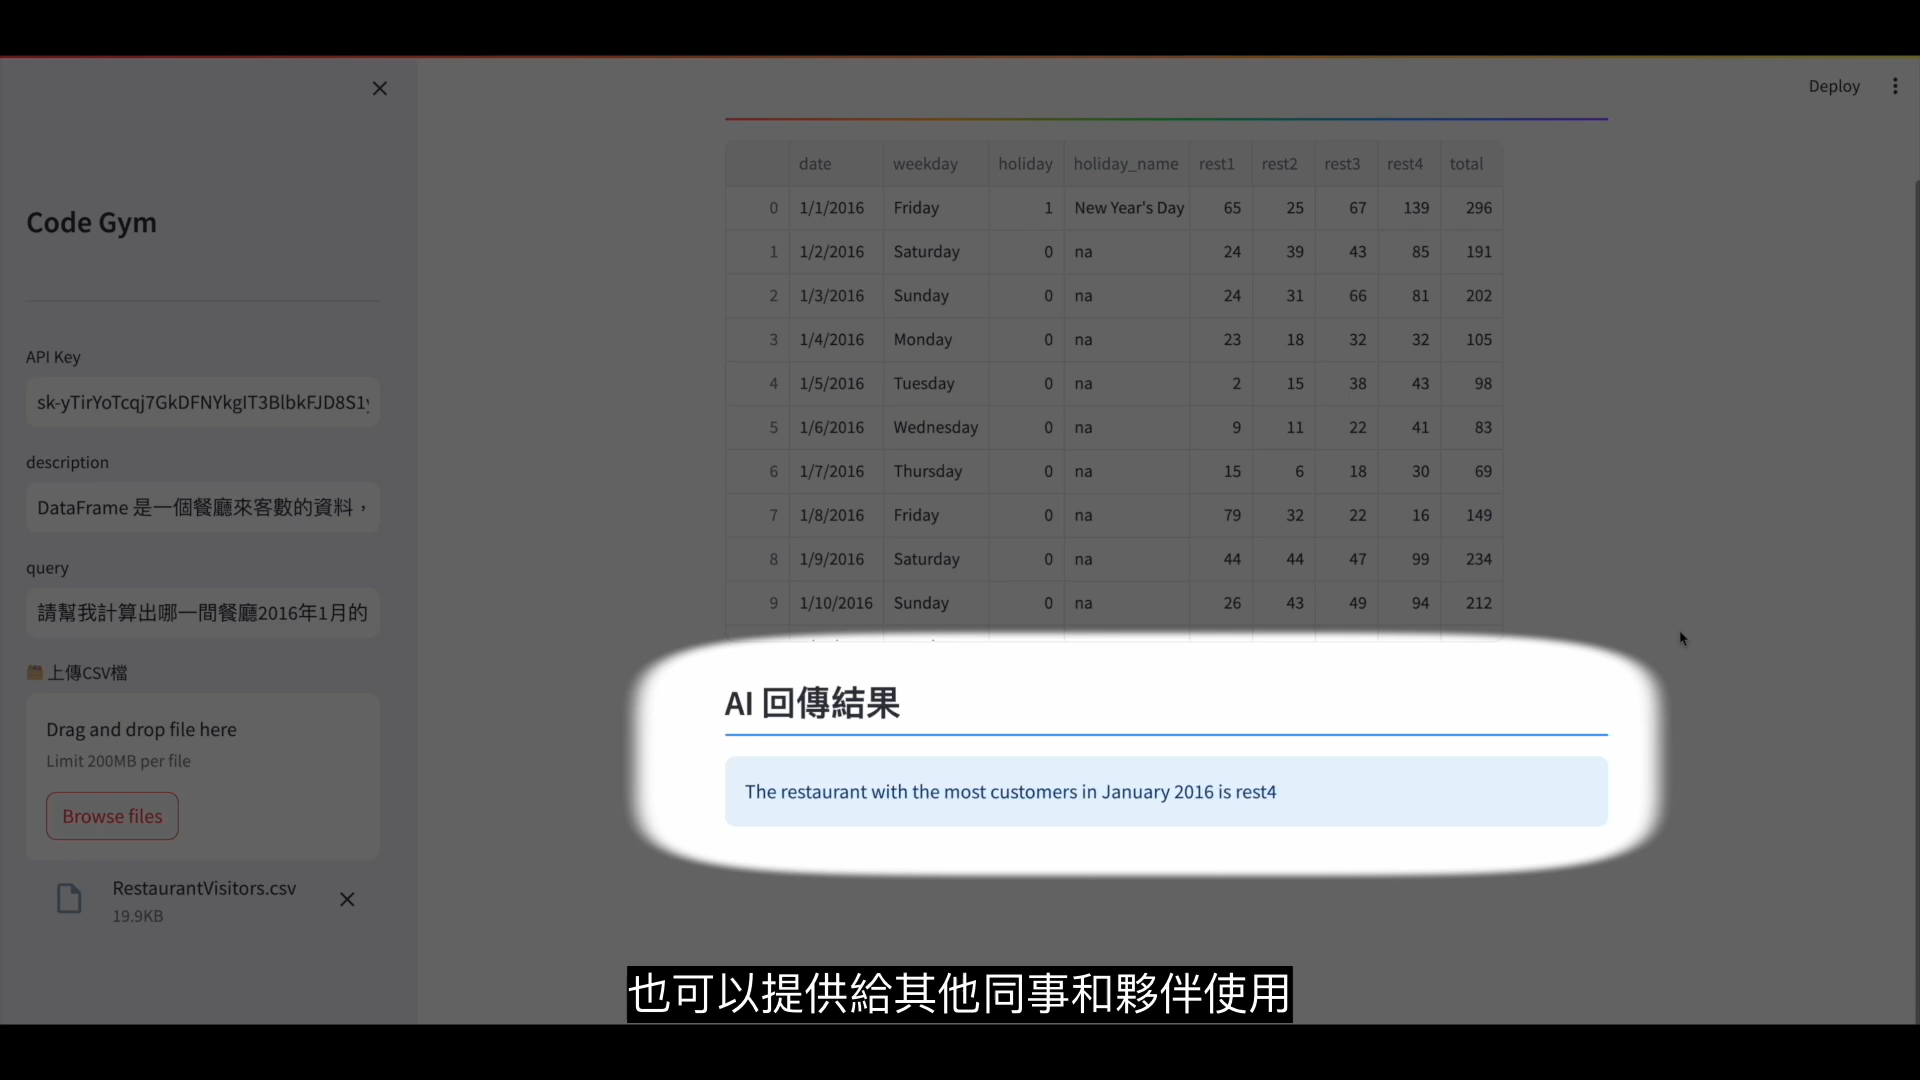 Deploy
Code Gym
API Key
sk-yTirYoTcqj7GkDFNYkgIT3BlbkFJD8S1
description
DataFrame 是一個餐廳來客數的資料，
query
請幫我計算出哪一間餐廳2016年1月的
上傳CSV檔
Drag and drop file here
Limit 200MB per file
Browse files
RestaurantVisitors.csv
19.9KB
date weekday holiday holiday_name rest1 rest2 rest3 rest4 total
0 1/1/2016 Friday 1 New Year's Day 65 25 67 139 296
1 1/2/2016 Saturday 0 na 24 39 43 85 191
2 1/3/2016 Sunday 0 na 24 31 66 81 202
3 1/4/2016 Monday 0 na 23 18 32 32 105
4 1/5/2016 Tuesday 0 na 2 15 38 43 98
5 1/6/2016 Wednesday 0 na 9 11 22 41 83
6 1/7/2016 Thursday 0 na 15 6 18 30 69
7 1/8/2016 Friday 0 na 79 32 22 16 149
8 1/9/2016 Saturday 0 na 44 44 47 99 234
9 1/10/2016 Sunday 0 na 26 43 49 94 212
AI 回傳結果
The restaurant with the most customers in January 2016 is rest4
也可以提供給其他同事和夥伴使用